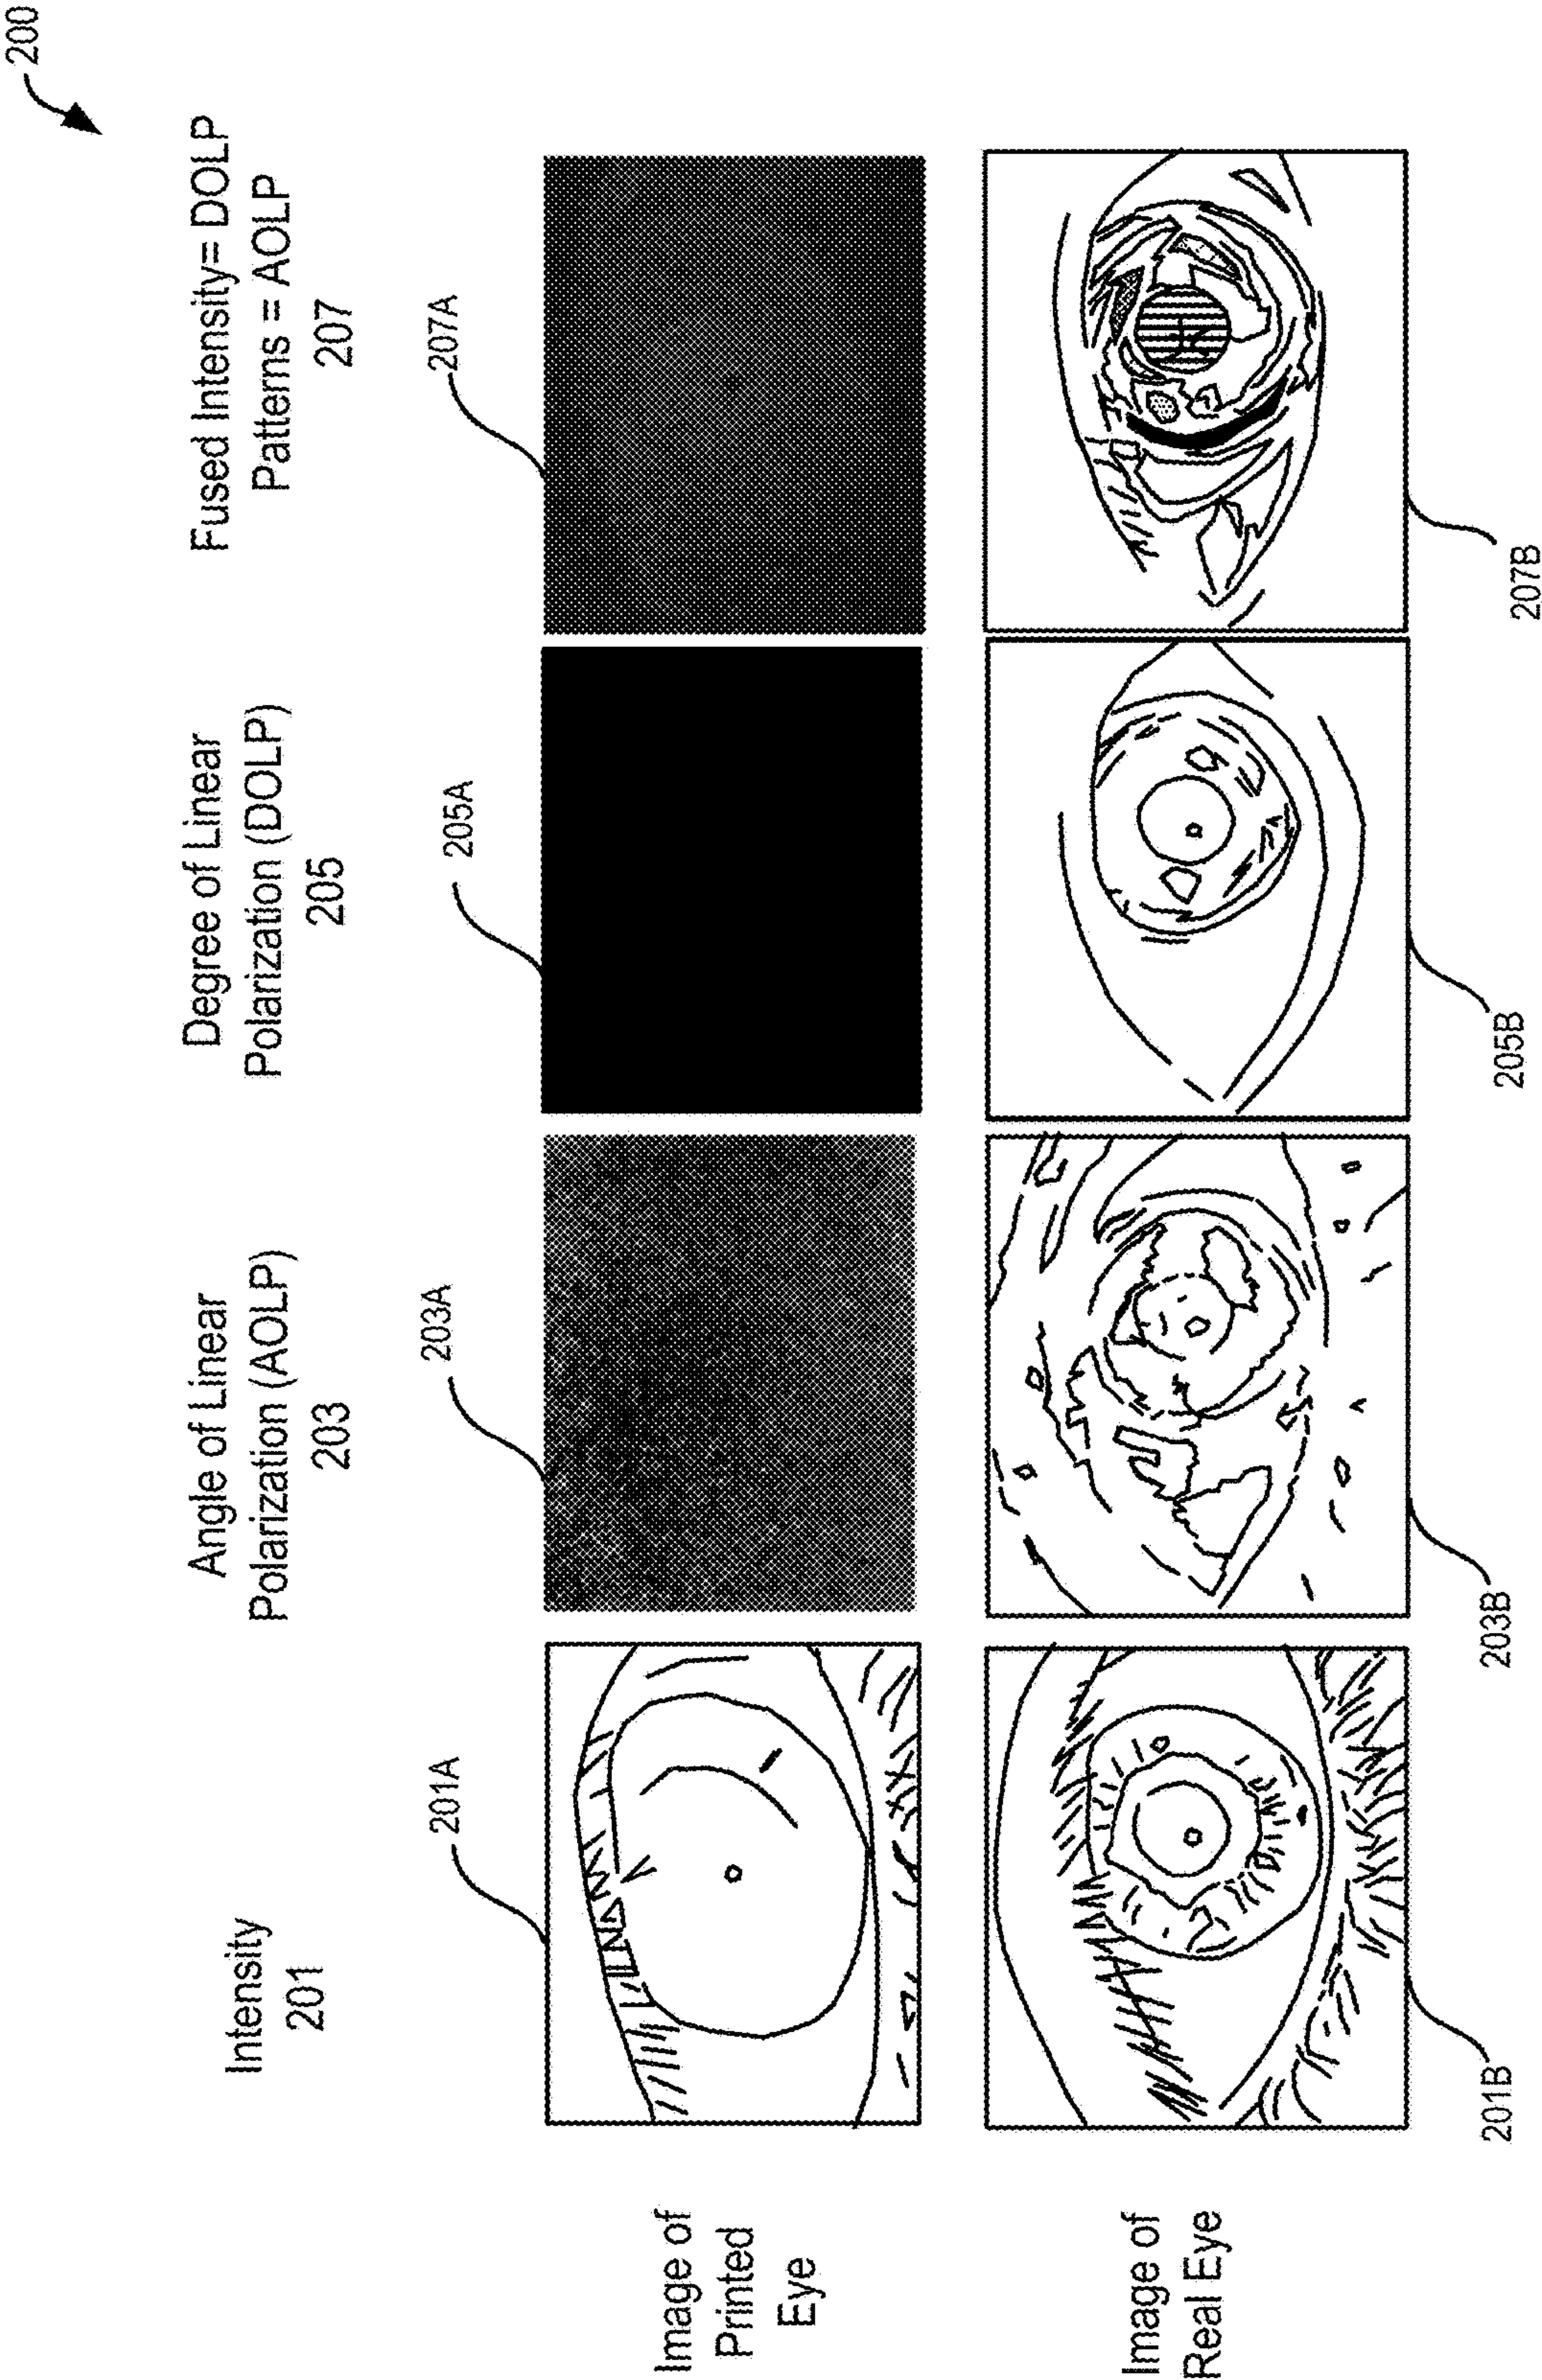 200
Intensity
201
Angle of Linear
Polarization (AOLP)
203
Degree of Linear
Polarization (DOLP)
205
Fused Intensity= DOLP
Patterns = AOLP
207
Image of
Printed
Eye
201A
203A
205A
207A
Image of
Real Eye
201B
203B
205B
207B